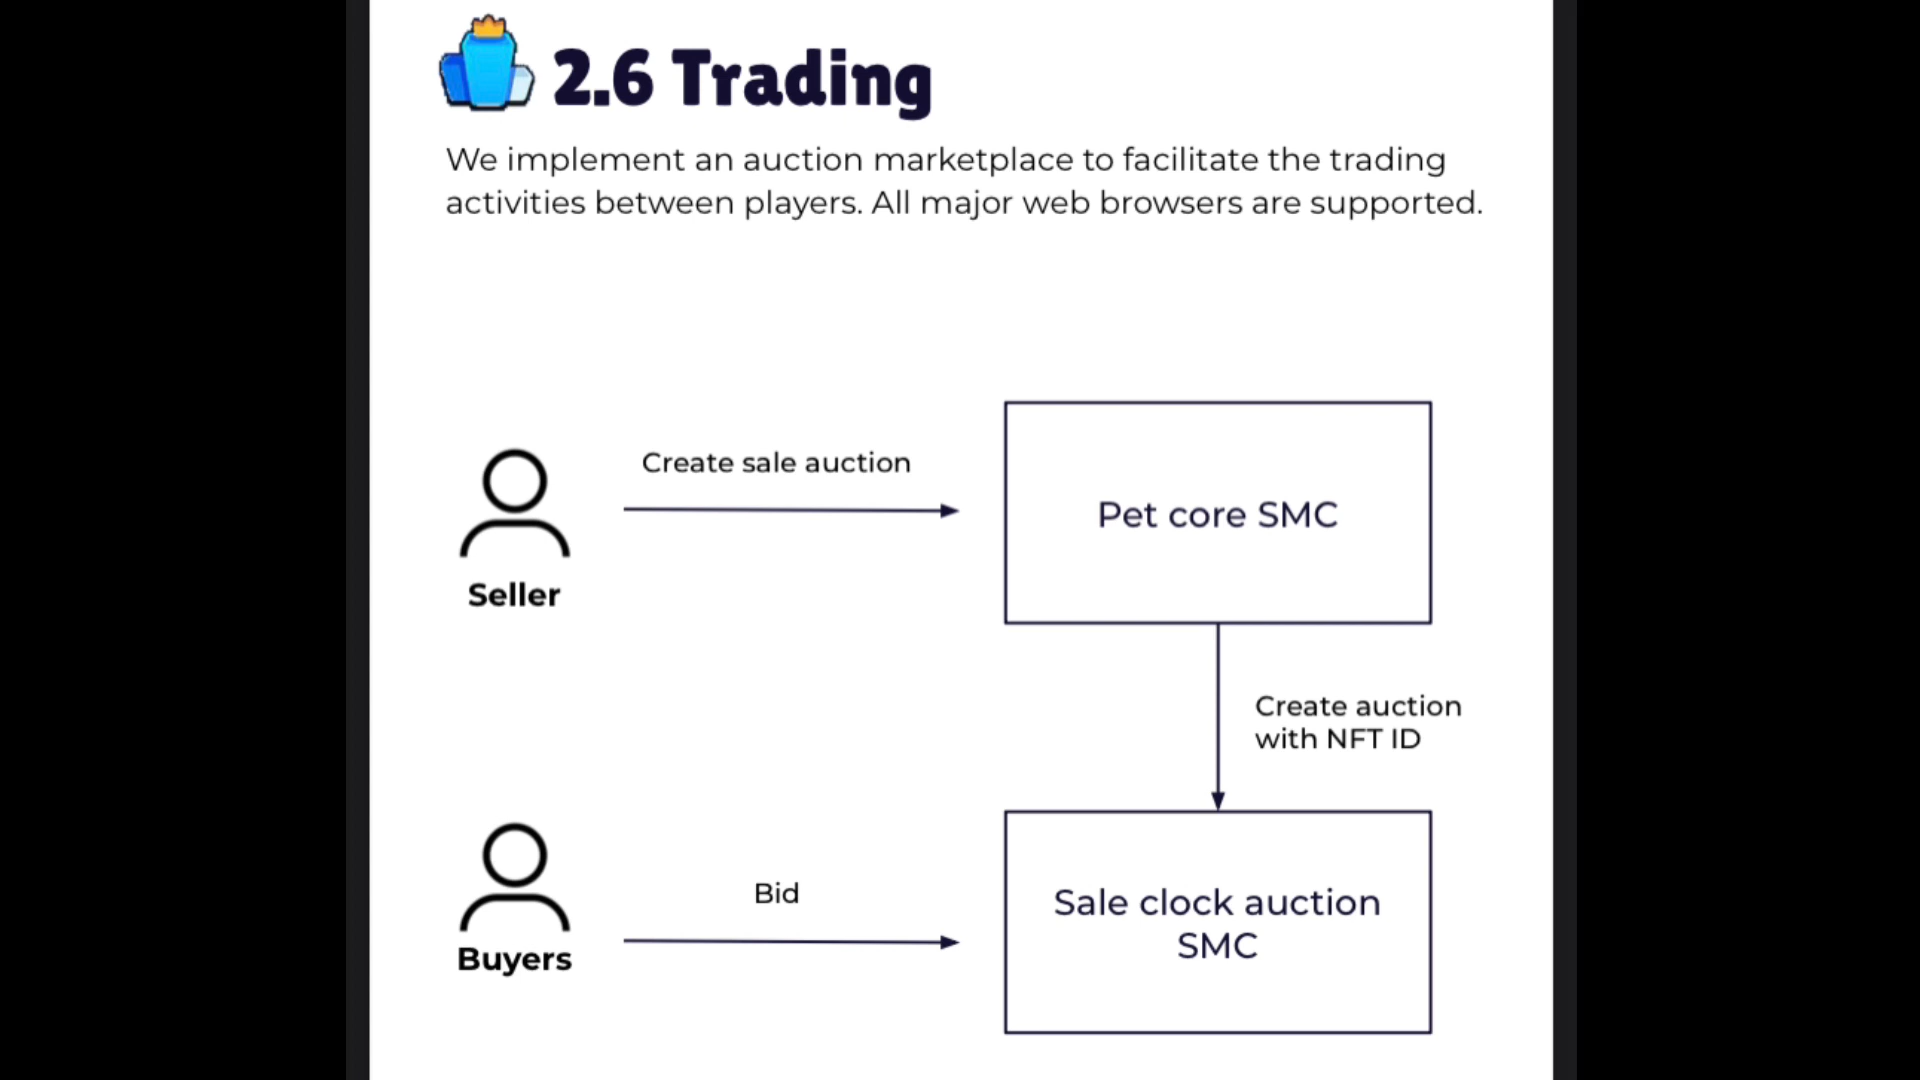 2.6 Trading
We implement an auction marketplace to facilitate the trading
activities between players. All major web browsers are supported.
Create sale auction
Pet core SMC
Seller
Create auction
with NFT ID
Bid
Sale clock auction
SMC
Buyers